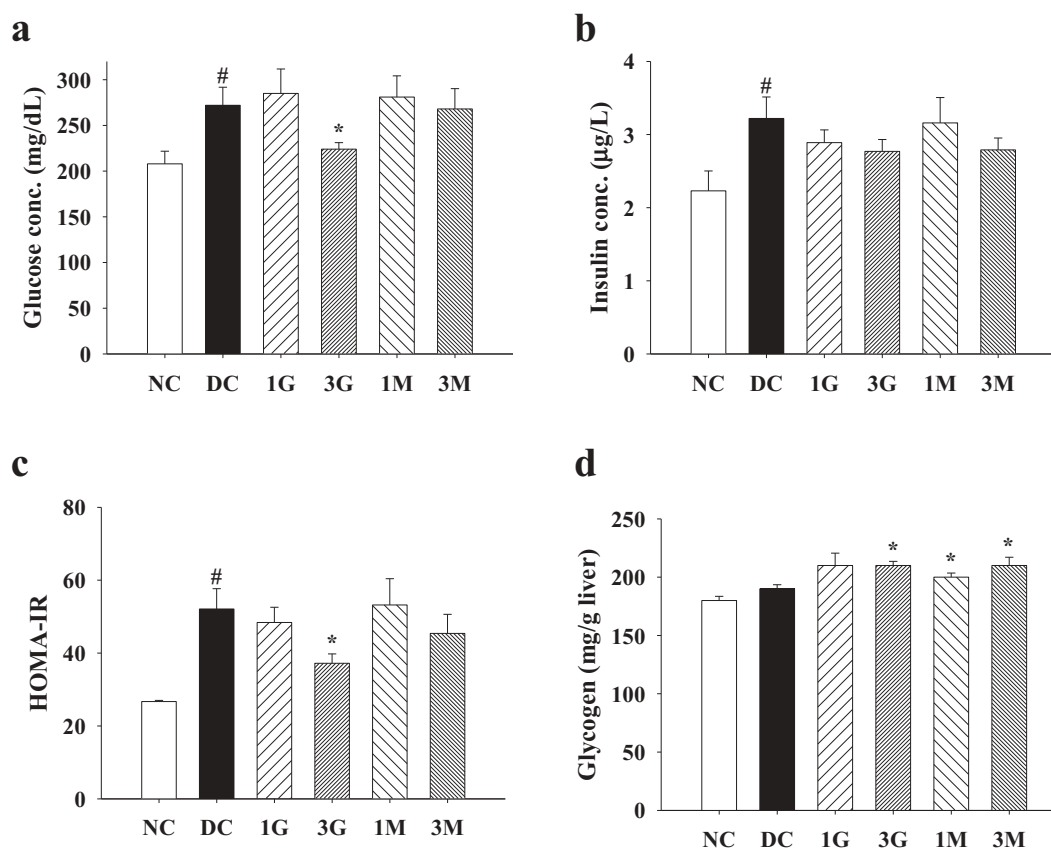 a
Glucose conc. (mg/dL)
300
250
200
150
100
50
0
#
*
NC DC 1G 3G 1M 3M
b
Insulin conc. (μg/L)
4
3
2
1
0
#
NC DC 1G 3G 1M 3M
c
HOMA-IR
80
60
40
20
0
#
*
NC DC 1G 3G 1M 3M
d
Glycogen (mg/g liver)
250
200
150
100
50
0
* * *
NC DC 1G 3G 1M 3M